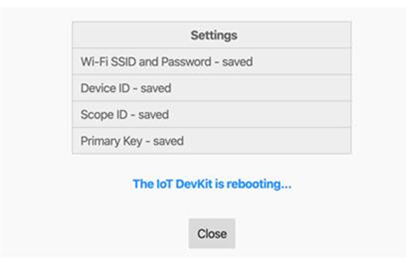 Settings
Wi-Fi SSID and Password - saved
Device ID - saved
Scope ID - saved
Primary Key - saved
The IoT DevKit is rebooting...
Close